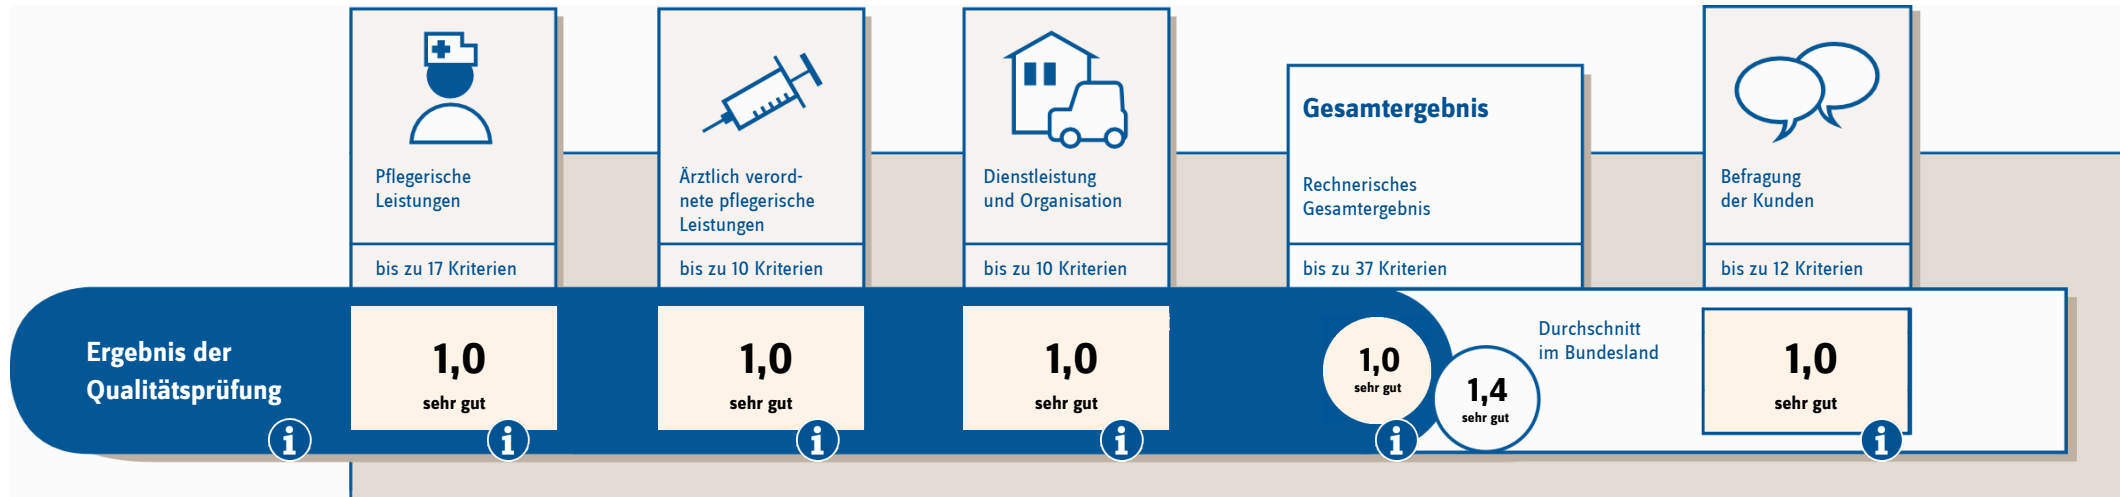 Pflegerische
Leistungen
bis zu 17 Kriterien
Ärztlich verord-
nete pflegerische
Leistungen
bis zu 10 Kriterien
Dienstleistung
und Organisation
bis zu 10 Kriterien
Gesamtergebnis
Rechnerisches
Gesamtergebnis
bis zu 37 Kriterien
Befragung
der Kunden
bis zu 12 Kriterien
Ergebnis der
Qualitätsprüfung
i
1,0
sehr gut
i
1,0
sehr gut
i
1,0
sehr gut
i
1,0
sehr gut
i
1,4
sehr gut
Durchschnitt
im Bundesland
1,0
sehr gut
i